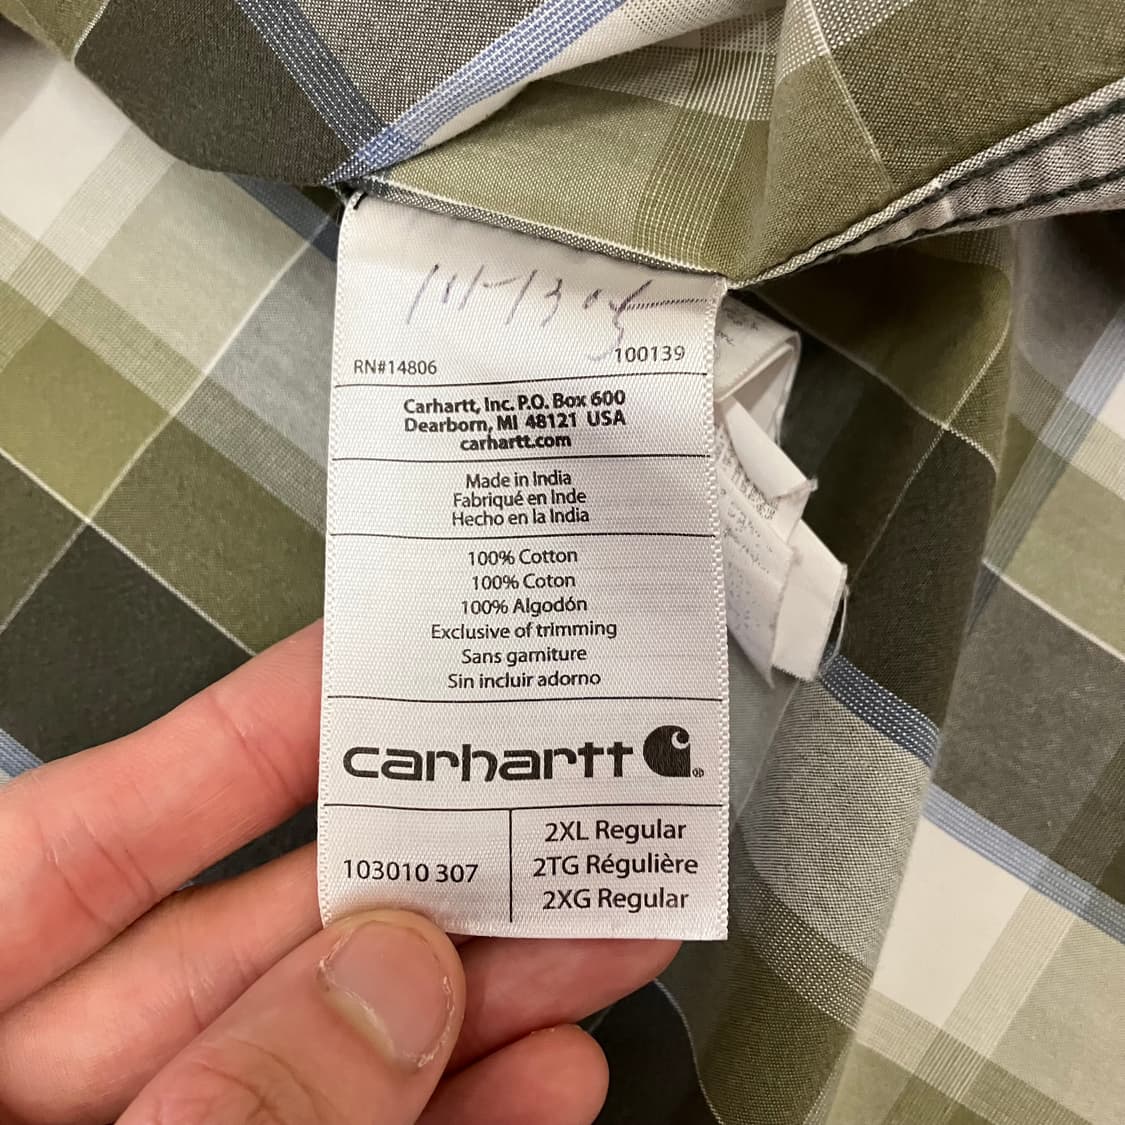 RN#14806 100139
Carhartt, Inc. P.O. Box 600
Dearborn, MI 48121 USA
carhartt.com
Made in India
Fabriqué en Inde
Hecho en la India
100% Cotton
100% Coton
100% Algodón
Exclusive of trimming
Sans garniture
Sin incluir adorno
carhartt
103010 307
2XL Regular
2TG Régulière
2XG Regular